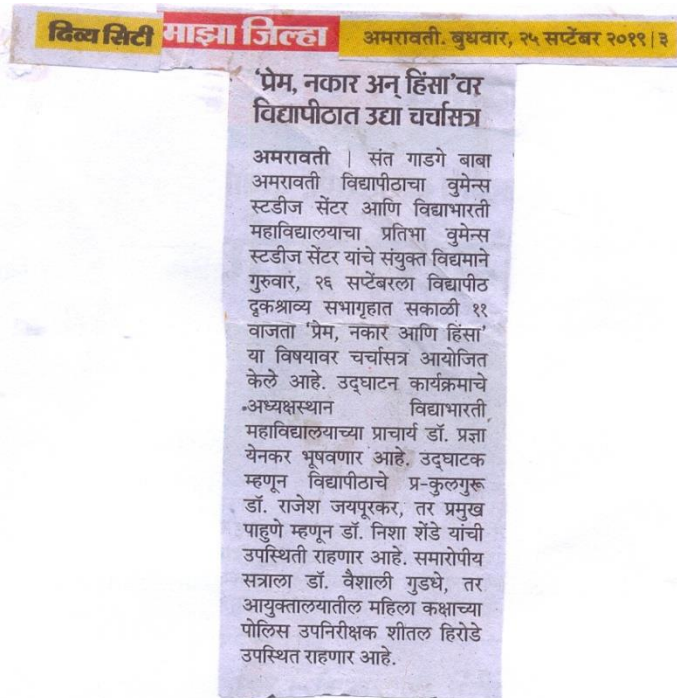 दिव्य सिटी माझा जिल्हा अमरावती. बुधवार, २५ सप्टेंबर २०१९ | ३
'प्रेम, नकार अन् हिंसा'वर
विद्यापीठात उद्या चर्चासत्र
अमरावती | संत गाडगे बाबा
अमरावती विद्यापीठाचा वुमेन्स
स्टडीज सेंटर आणि विद्याभारती
महाविद्यालयाचा प्रतिभा वुमेन्स
स्टडीज सेंटर यांचे संयुक्त विद्यमाने
गुरुवार, २६ सप्टेंबरला विद्यापीठ
दृकश्राव्य सभागृहात सकाळी ११
वाजता 'प्रेम, नकार आणि हिंसा'
या विषयावर चर्चासत्र आयोजित
केले आहे. उद्‌घाटन कार्यक्रमाचे
अध्यक्षस्थान विद्याभारती
महाविद्यालयाच्या प्राचार्य डॉ. प्रज्ञा
येनकर भूषवणार आहे. उद्‌घाटक
म्हणून विद्यापीठाचे प्र-कुलगुरू
डॉ. राजेश जयपूरकर, तर प्रमुख
पाहुणे म्हणून डॉ. निशा शेंडे यांची
उपस्थिती राहणार आहे. समारोपीय
सत्राला डॉ. वैशाली गुडधे, तर
आयुक्तालयातील महिला कक्षाच्या
पोलिस उपनिरीक्षक शीतल हिरोडे
उपस्थित राहणार आहे.